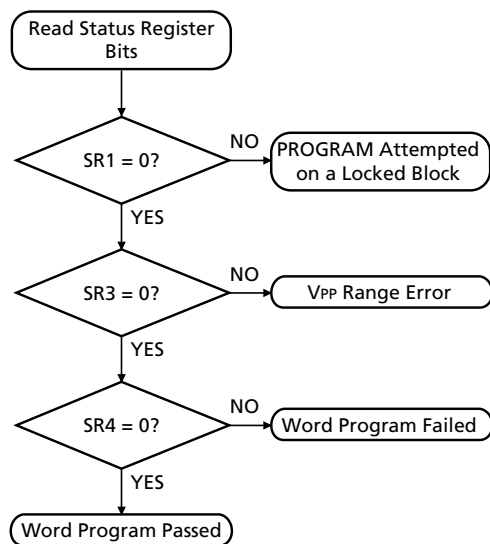 Read Status Register
Bits
SR1 = 0?
NO
PROGRAM Attempted
on a Locked Block
YES
SR3 = 0?
NO
VPP Range Error
YES
SR4 = 0?
NO
Word Program Failed
YES
Word Program Passed